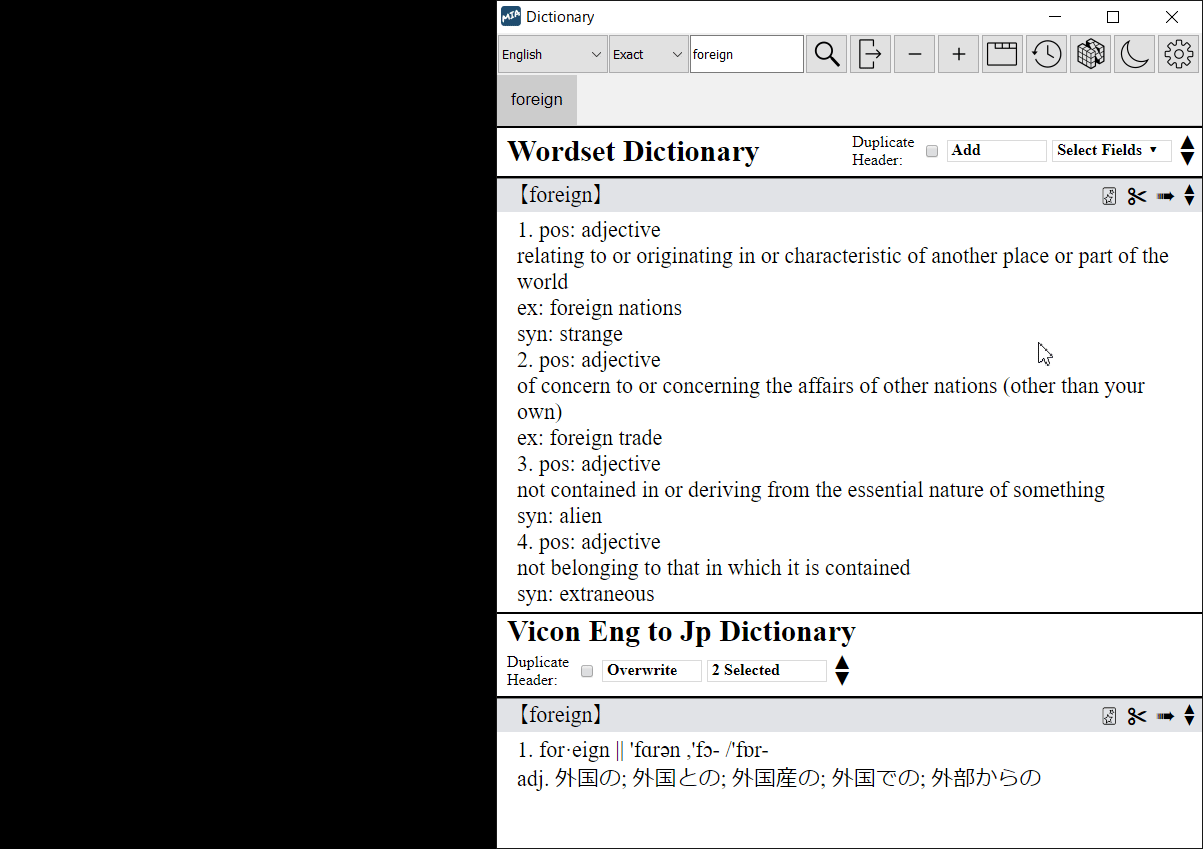 MIA Dictionary
English Exact foreign
foreign
Wordset Dictionary
Duplicate Header: Add Select Fields ▼
【foreign】
1. pos: adjective
relating to or originating in or characteristic of another place or part of the
world
ex: foreign nations
syn: strange
2. pos: adjective
of concern to or concerning the affairs of other nations (other than your
own)
ex: foreign trade
3. pos: adjective
not contained in or deriving from the essential nature of something
syn: alien
4. pos: adjective
not belonging to that in which it is contained
syn: extraneous
Vicon Eng to Jp Dictionary
Duplicate Header: Overwrite 2 Selected
【foreign】
1. for·eign || 'fɑrən ,'fɔ- /'fɒr-
adj. 外国の; 外国との; 外国産の; 外国での; 外部からの